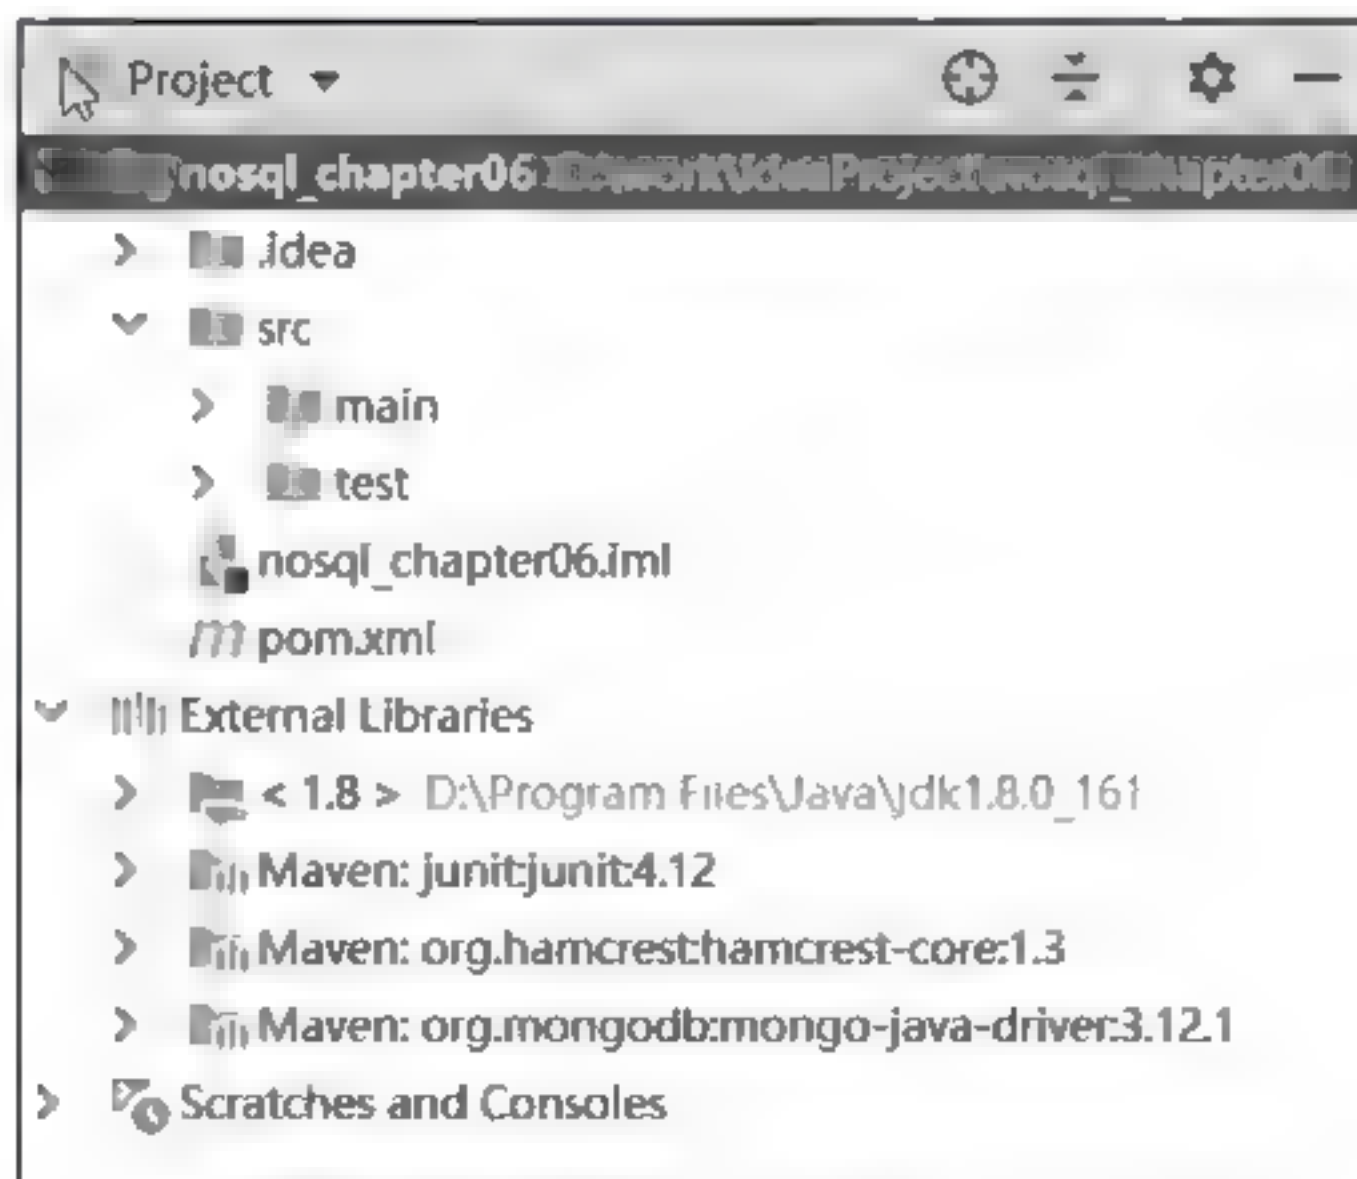 Project
nosql_chapter06
.idea
src
main
test
nosql_chapter06.iml
pom.xml
External Libraries
< 1.8 > D:\Program Files\Java\jdk1.8.0_161
Maven: junit:junit:4.12
Maven: org.hamcrest:hamcrest-core:1.3
Maven: org.mongodb:mongo-java-driver:3.12.1
Scratches and Consoles